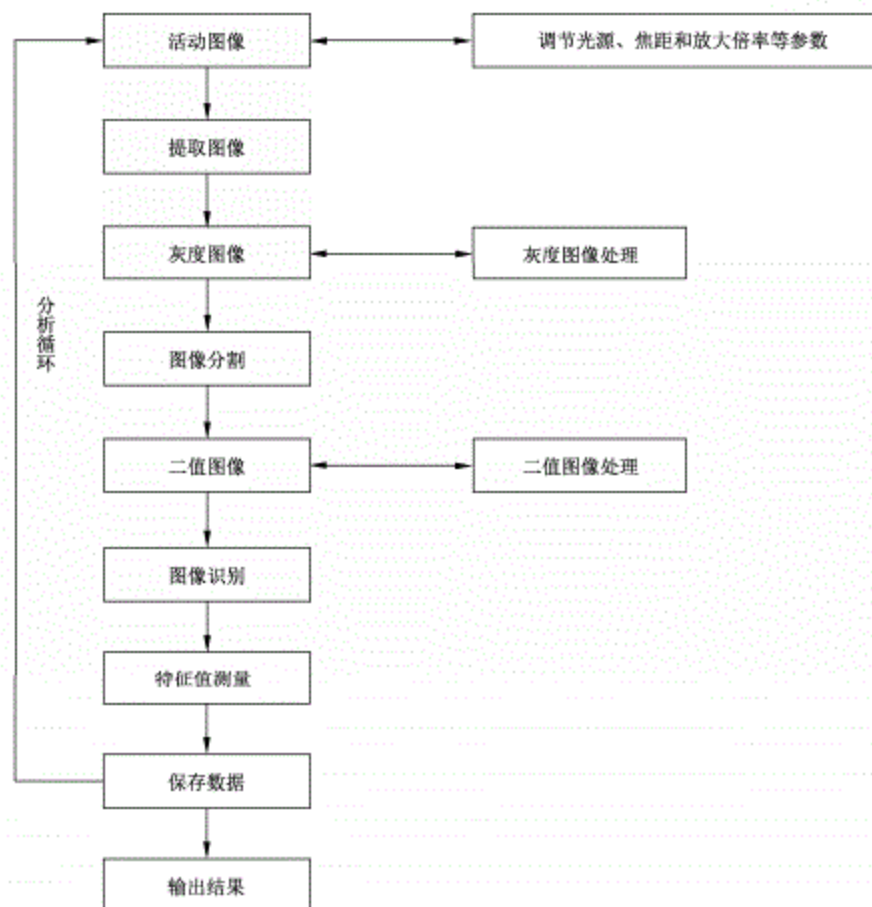 活动图像
调节光源、焦距和放大倍率等参数
提取图像
灰度图像
灰度图像处理
分析循环
图像分割
二值图像
二值图像处理
图像识别
特征值测量
保存数据
输出结果